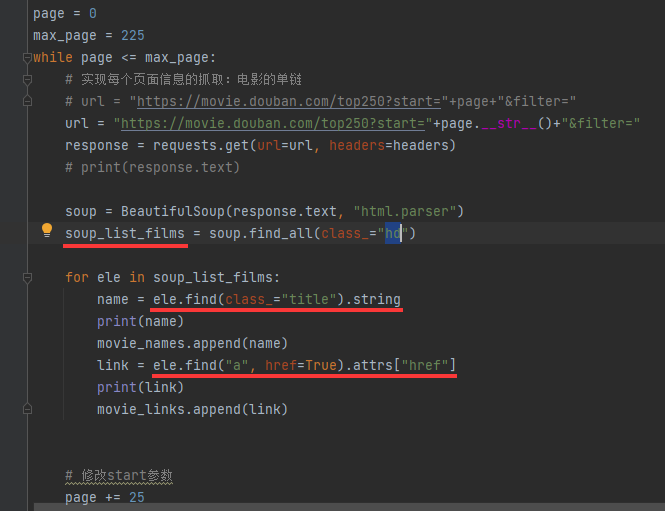 page = 0
max_page = 225
while page <= max_page:
    # 实现每个页面信息的抓取：电影的单链
    # url = "https://movie.douban.com/top250?start="+page+"&filter="
    url = "https://movie.douban.com/top250?start="+page.__str__()+"&filter="
    response = requests.get(url=url, headers=headers)
    # print(response.text)
    soup = BeautifulSoup(response.text, "html.parser")
    soup_list_films = soup.find_all(class_="hd")
    for ele in soup_list_films:
        name = ele.find(class_="title").string
        print(name)
        movie_names.append(name)
        link = ele.find("a", href=True).attrs["href"]
        print(link)
        movie_links.append(link)
    # 修改start参数
    page += 25